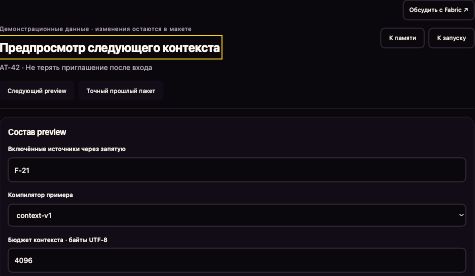 Обсудить с Fabric ↗
Демонстрационные данные · изменения остаются в макете
Предпросмотр следующего контекста
К памяти
К запуску
AT-42 · Не терять приглашение после входа
Следующий preview
Точный прошлый пакет
Состав preview
Включённые источники через запятую
F-21
Компилятор примера
context-v1
Бюджет контекста · байты UTF-8
4096